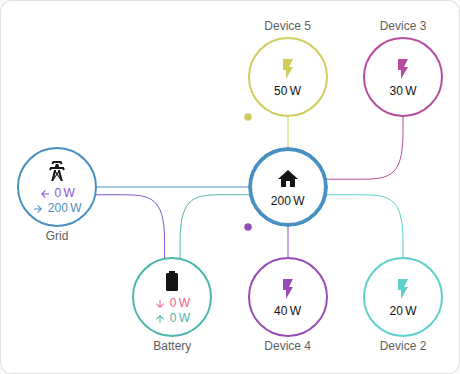 Device 5
Device 3
50 W
30 W
← 0 W
→ 200 W
Grid
200 W
↓ 0 W
↑ 0 W
Battery
40 W
Device 4
20 W
Device 2